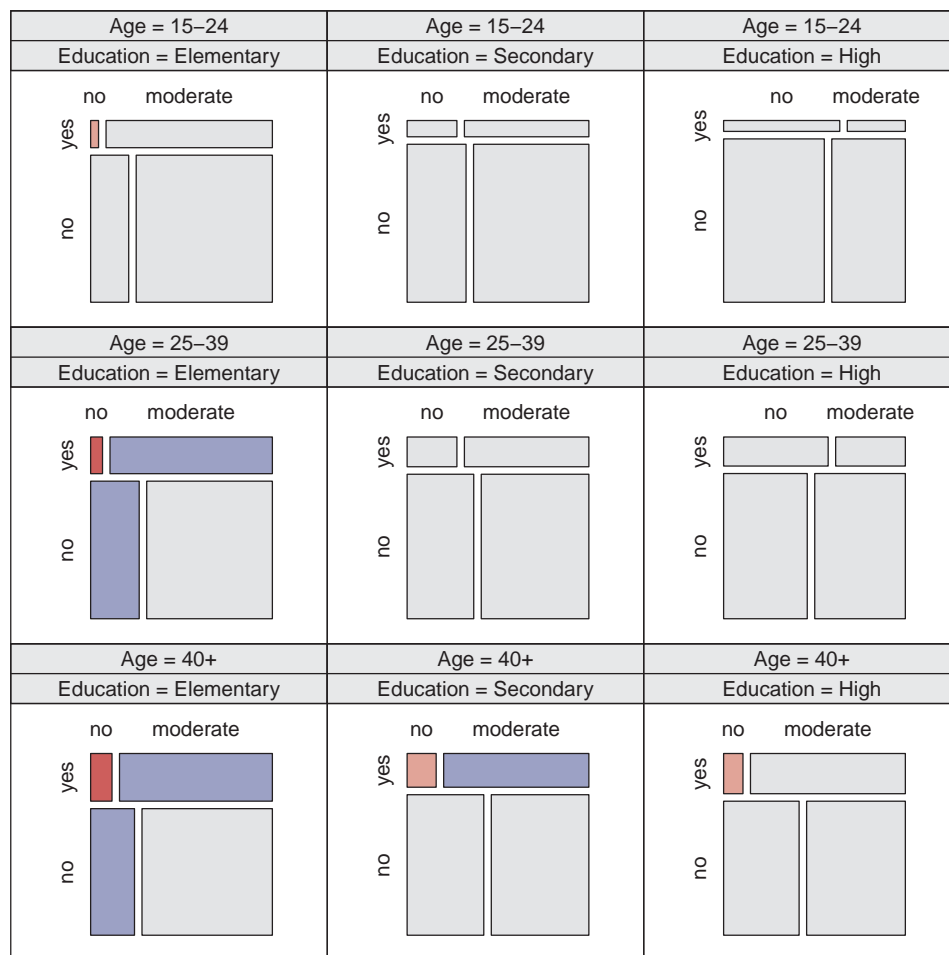 Age = 15–24 Age = 15–24 Age = 15–24
Education = Elementary Education = Secondary Education = High
no moderate no moderate no moderate
yes yes yes
no no no
Age = 25–39 Age = 25–39 Age = 25–39
Education = Elementary Education = Secondary Education = High
no moderate no moderate no moderate
yes yes yes
no no no
Age = 40+ Age = 40+ Age = 40+
Education = Elementary Education = Secondary Education = High
no moderate no moderate no moderate
yes yes yes
no no no